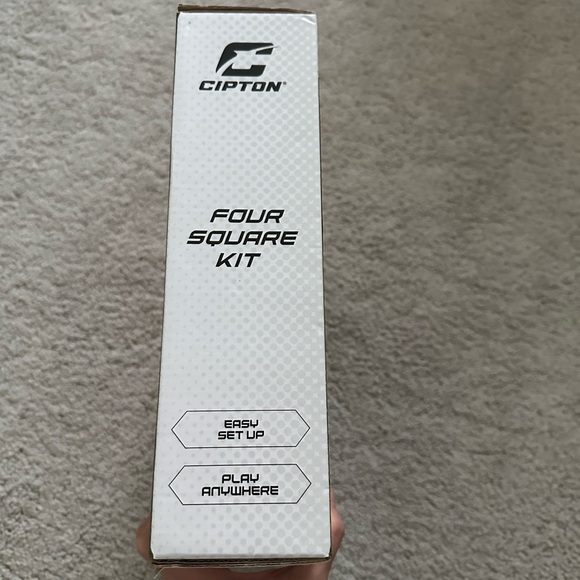 CIPTON®
FOUR
SQUARE
KIT
EASY
SET UP
PLAY
ANYWHERE